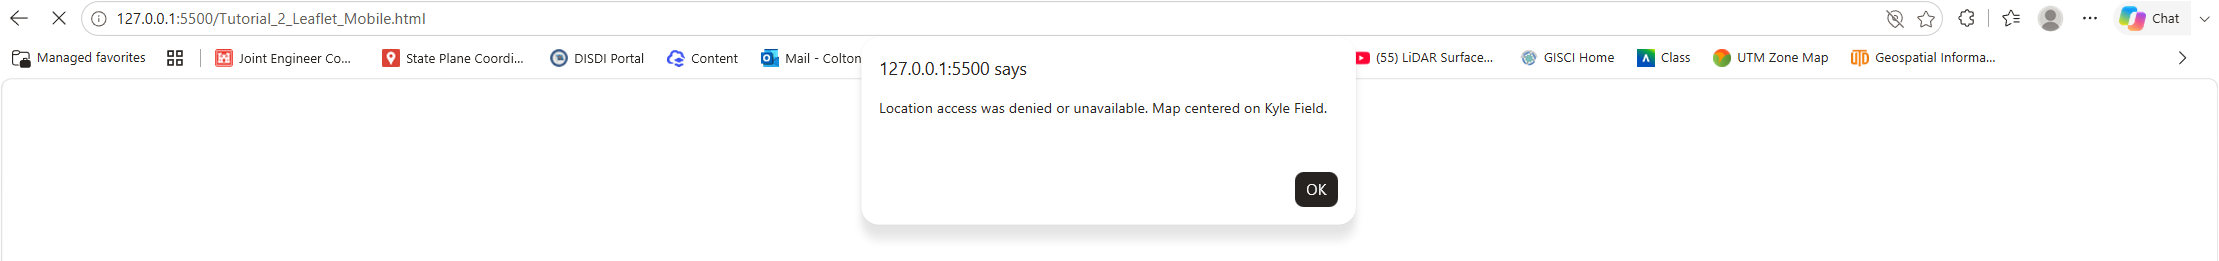 127.0.0.1:5500/Tutorial_2_Leaflet_Mobile.html
Chat
Managed favorites
Joint Engineer Co...
State Plane Coordi...
DISDI Portal
Content
Mail - Colton
(55) LiDAR Surface...
GISCI Home
Class
UTM Zone Map
Geospatial Informa...
127.0.0.1:5500 says
Location access was denied or unavailable. Map centered on Kyle Field.
OK